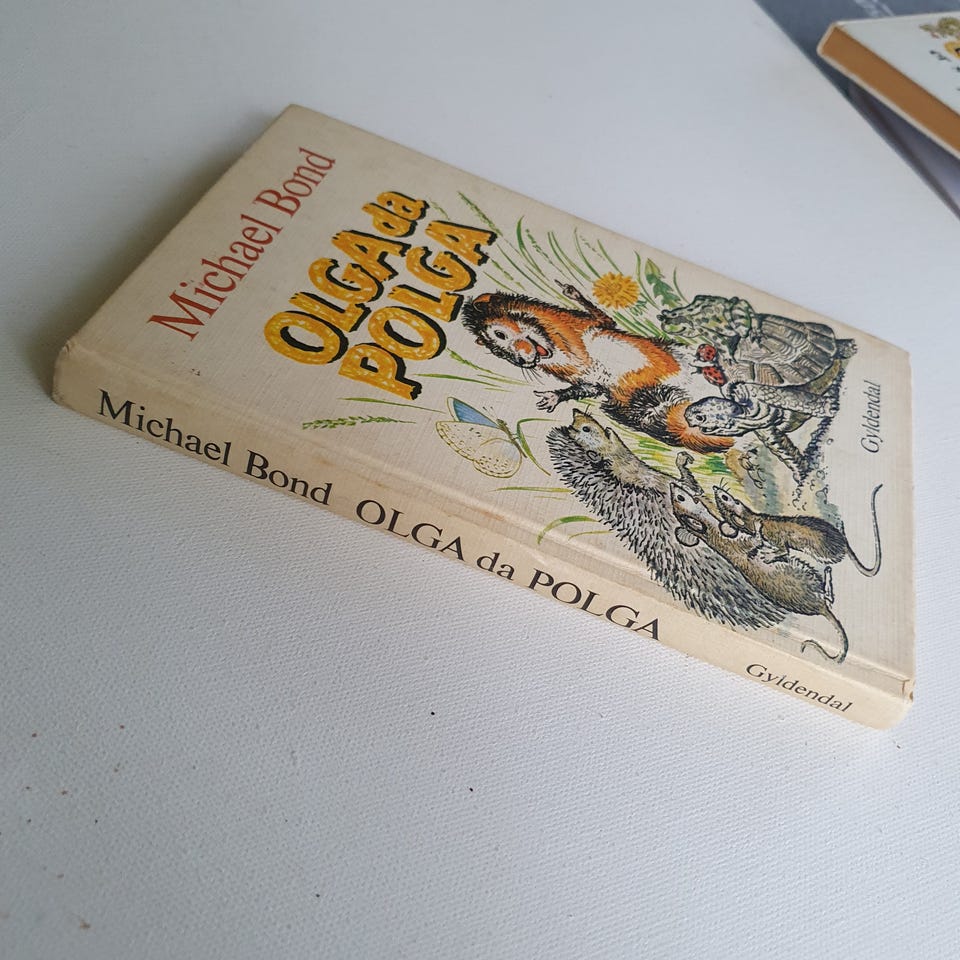 Michael Bond
OLGA da
POLGA
Gyldendal
Michael Bond OLGA da POLGA Gyldendal